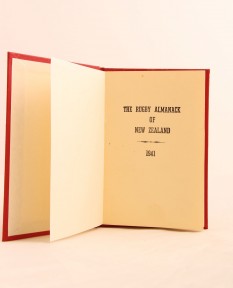 THE RUGBY ALMANACK
OF
NEW ZEALAND
1941